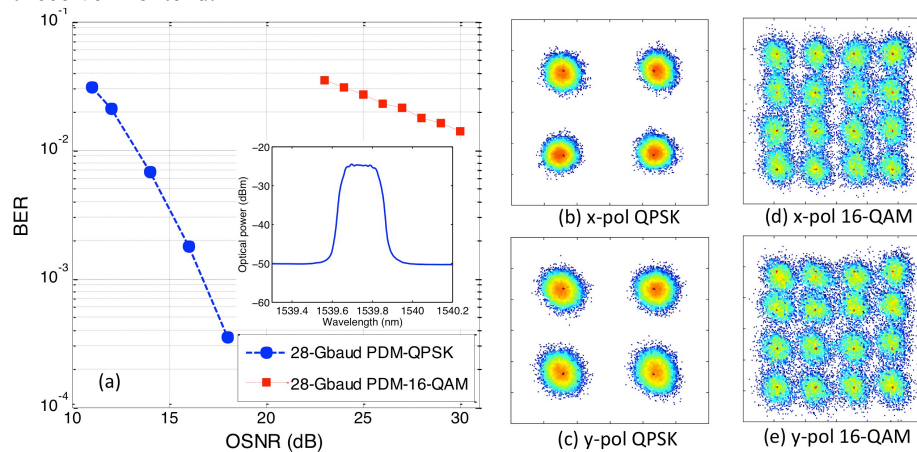 10^-1
10^-2
10^-3
10^-4
BER
10 15 20 25 30
OSNR (dB)
(a)
28-Gbaud PDM-QPSK
28-Gbaud PDM-16-QAM
−20
−30
−40
−50
−60
Optical power (dBm)
1539.4 1539.6 1539.8 1540 1540.2
Wavelength (nm)
(b) x-pol QPSK
(d) x-pol 16-QAM
(c) y-pol QPSK
(e) y-pol 16-QAM